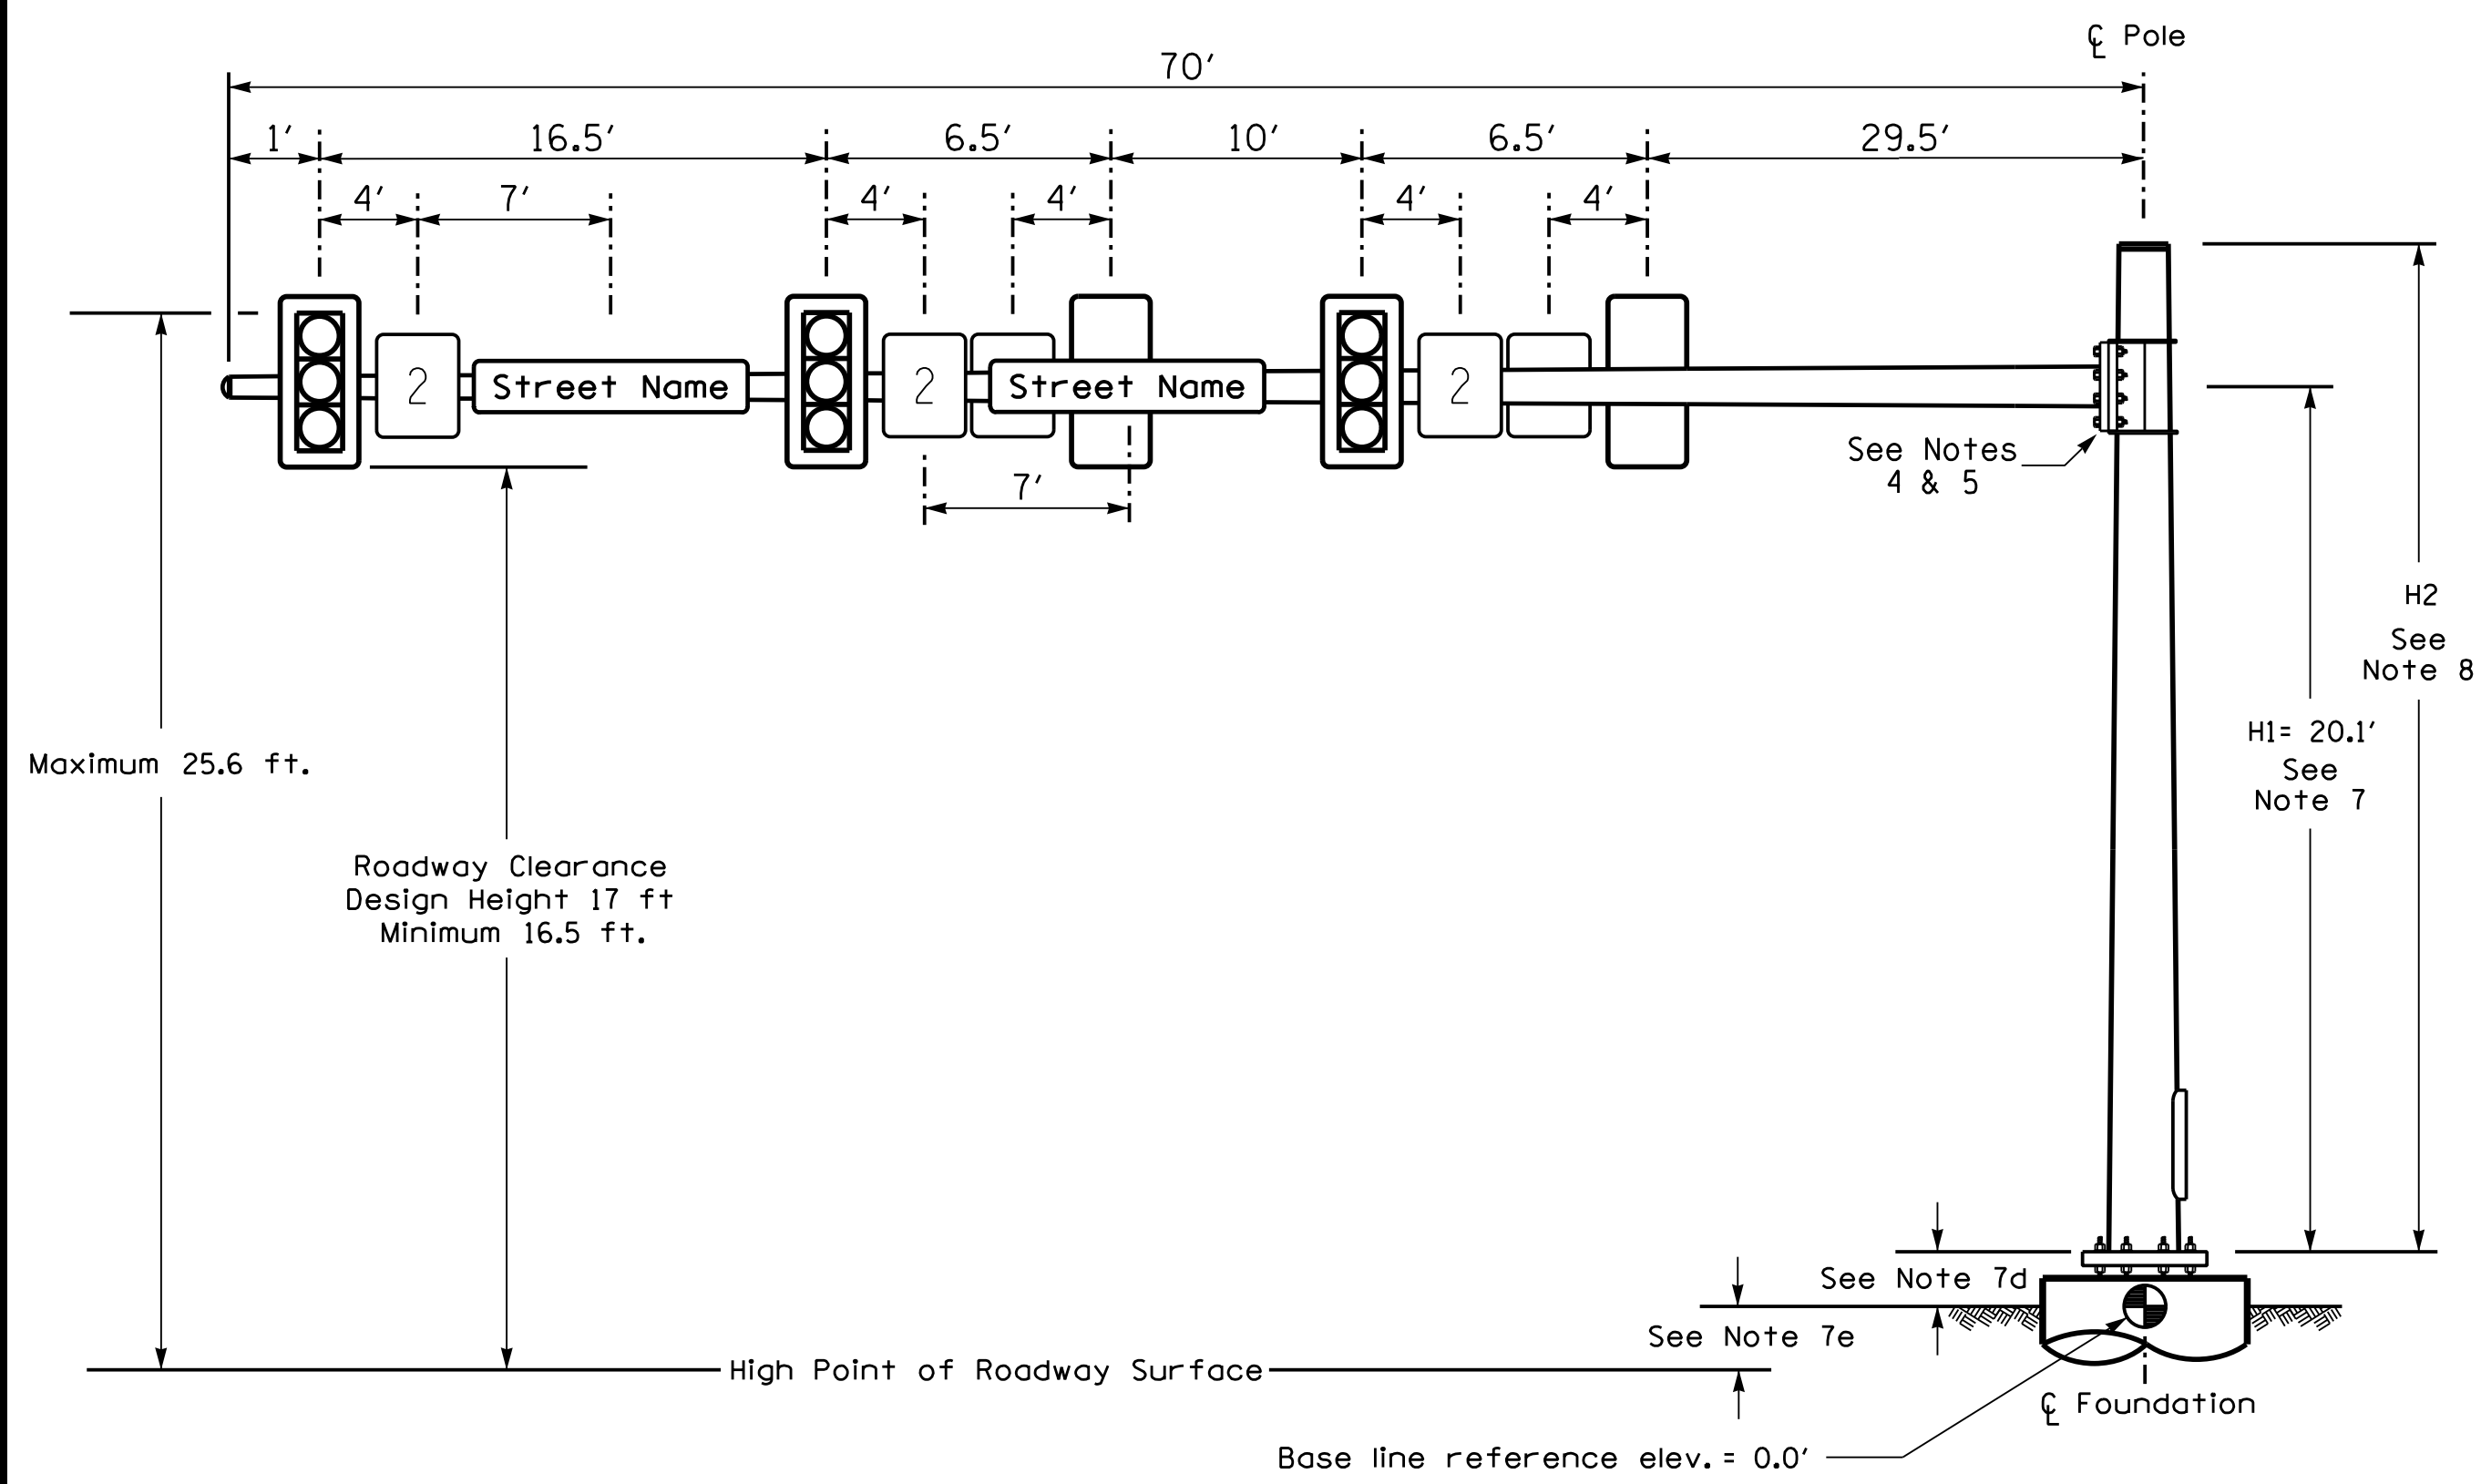 ℄ Pole
70'
1' 16.5' 6.5' 10' 6.5' 29.5'
4' 7' 4' 4' 4' 4'
2 Street Name 2 Street Name 2
See Notes
4 & 5
7'
H2
See
Note 8
H1= 20.1'
See
Note 7
Maximum 25.6 ft.
Roadway Clearance
Design Height 17 ft
Minimum 16.5 ft.
See Note 7d
See Note 7e
High Point of Roadway Surface
℄ Foundation
Base line reference elev. = 0.0'